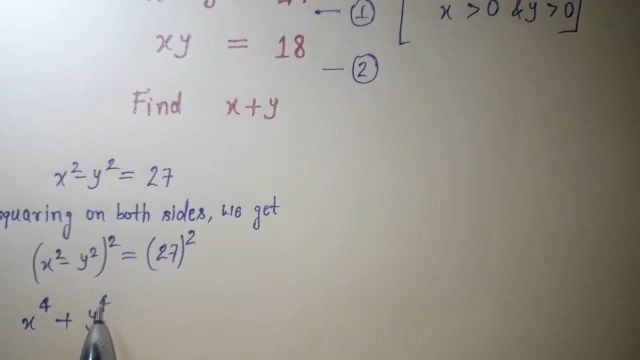 — ①
x > 0 & y > 0
xy = 18
— ②
Find x+y
x² - y² = 27
squaring on both sides, we get
(x² - y²)² = (27)²
x⁴ + y⁴